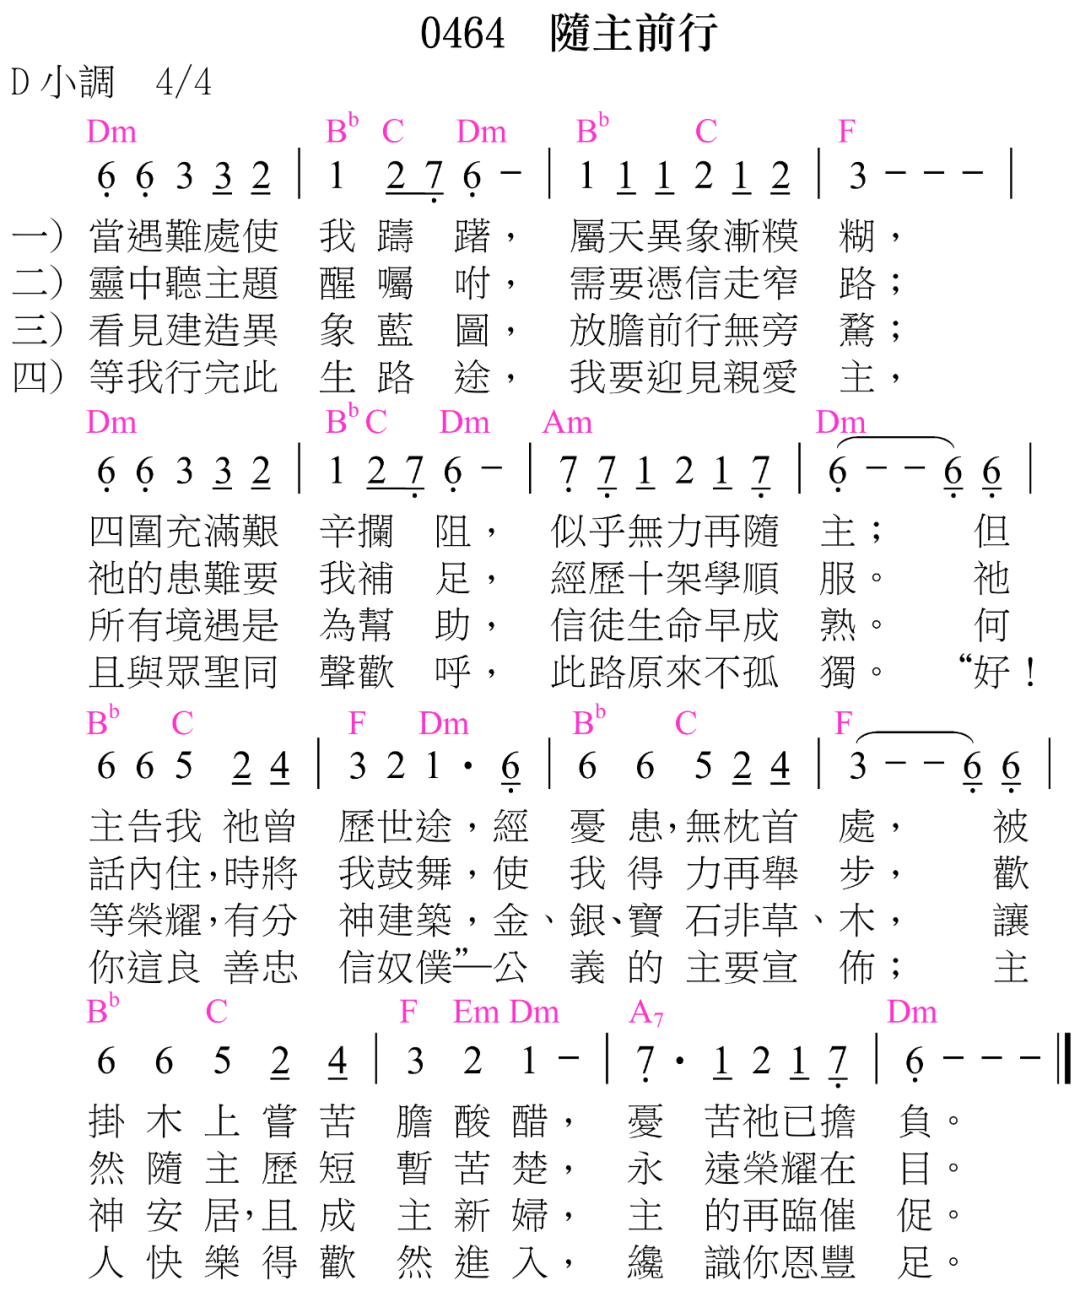 0464 隨主前行
D 小調 4/4
Dm B♭ C Dm B♭ C F
6̣ 6̣ 3 3 2 | 1 2 7̣ 6̣ – | 1 1 1 2 1 2 | 3 – – – |
一) 當遇難處使 我 躊 躇， 屬天異象漸糢 糊，
二) 靈中聽主題 醒 囑 咐， 需要憑信走窄 路；
三) 看見建造異 象 藍 圖， 放膽前行無旁 騖；
四) 等我行完此 生 路 途， 我要迎見親愛 主，
Dm B♭ C Dm Am Dm
6̣ 6̣ 3 3 2 | 1 2 7̣ 6̣ – | 7̣ 7̣ 1 2 1 7̣ | 6̣ – – 6̣ 6̣ |
四圍充滿艱 辛攔 阻， 似乎無力再隨 主； 但
祂的患難要 我補 足， 經歷十架學順 服。 祂
所有境遇是 為幫 助， 信徒生命早成 熟。 何
且與眾聖同 聲歡 呼， 此路原來不孤 獨。 “好！
B♭ C F Dm B♭ C F
6 6 5 2 4 | 3 2 1 · 6̣ | 6 6 5 2 4 | 3 – – 6̣ 6̣ |
主告我 祂曾 歷世途，經 憂 患，無枕首 處， 被
話內住，時將 我鼓舞，使 我 得 力再舉 步， 歡
等榮耀，有分 神建築，金、銀、寶 石非草、木， 讓
你這良 善忠 信奴僕”—公 義 的 主要宣 佈； 主
B♭ C F Em Dm A7 Dm
6 6 5 2 4 | 3 2 1 – | 7̣ · 1 2 1 7̣ | 6̣ – – – ‖
掛 木 上 嘗 苦 膽 酸 醋， 憂 苦祂已擔 負。
然 隨 主 歷 短 暫 苦 楚， 永 遠榮耀在 目。
神 安 居，且 成 主 新 婦， 主 的再臨催 促。
人 快 樂 得 歡 然 進 入， 纔 識你恩豐 足。